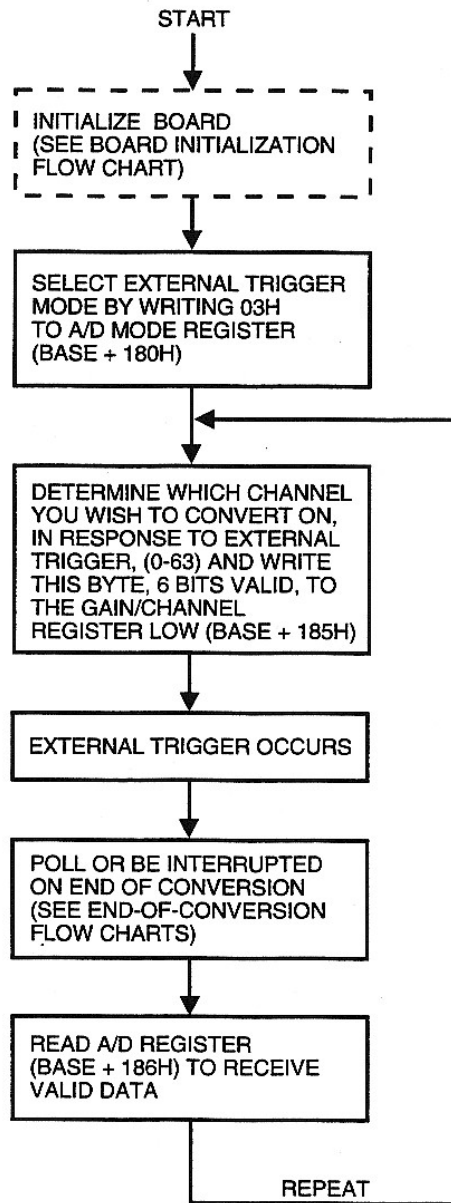 START
INITIALIZE BOARD
(SEE BOARD INITIALIZATION
FLOW CHART)
SELECT EXTERNAL TRIGGER
MODE BY WRITING 03H
TO A/D MODE REGISTER
(BASE + 180H)
DETERMINE WHICH CHANNEL
YOU WISH TO CONVERT ON,
IN RESPONSE TO EXTERNAL
TRIGGER, (0-63) AND WRITE
THIS BYTE, 6 BITS VALID, TO
THE GAIN/CHANNEL
REGISTER LOW (BASE + 185H)
EXTERNAL TRIGGER OCCURS
POLL OR BE INTERRUPTED
ON END OF CONVERSION
(SEE END-OF-CONVERSION
FLOW CHARTS)
READ A/D REGISTER
(BASE + 186H) TO RECEIVE
VALID DATA
REPEAT